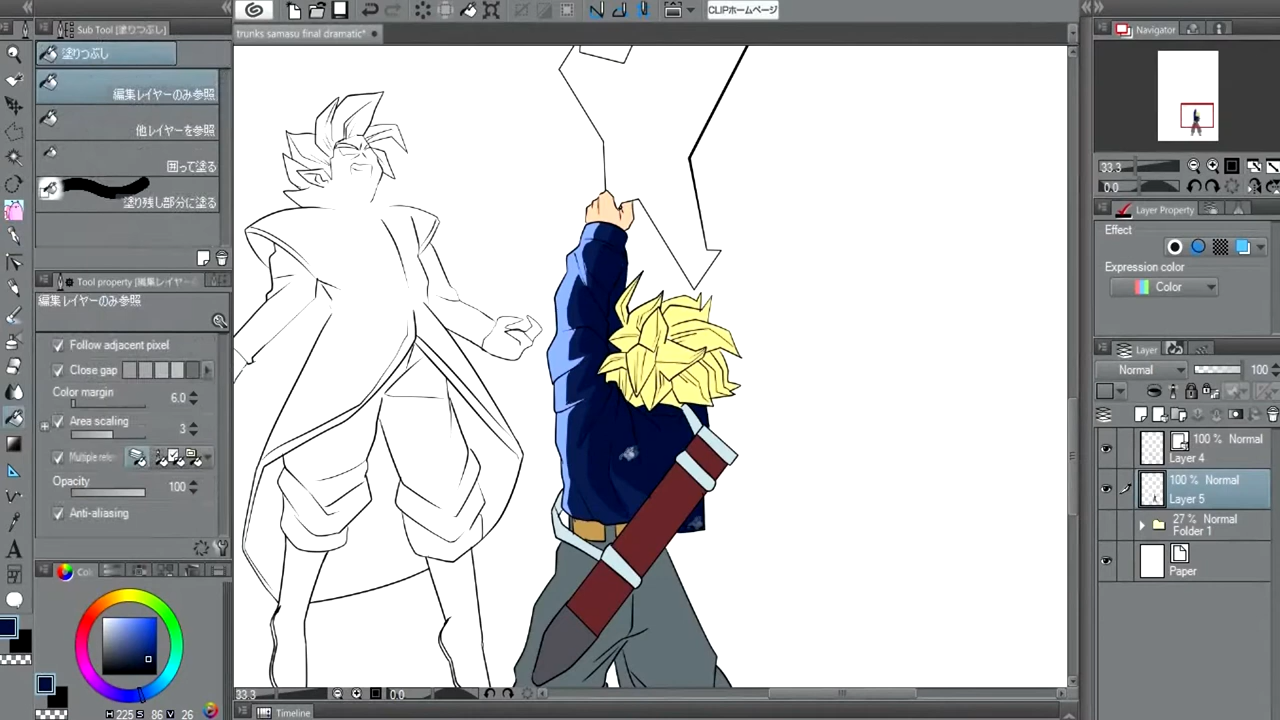 CLIPホームページ
Sub Tool [塗りつぶし]
trunks samasu final dramatic*
塗りつぶし
編集レイヤーのみ参照
他レイヤーを参照
囲って塗る
塗り残し部分に塗る
Tool property [編集レイヤー
編集レイヤーのみ参照
Follow adjacent pixel
Close gap
Color margin
6.0
Area scaling
3
Multiple refer
Opacity
100
Anti-aliasing
Col
H 225 S 86 V 26
33.3
0.0
Timeline
Navigator
33.3
0.0
Layer Property
Effect
Expression color
Color
Layer
Normal
100
100 % Normal
Layer 4
100 % Normal
Layer 5
27 % Normal
Folder 1
Paper